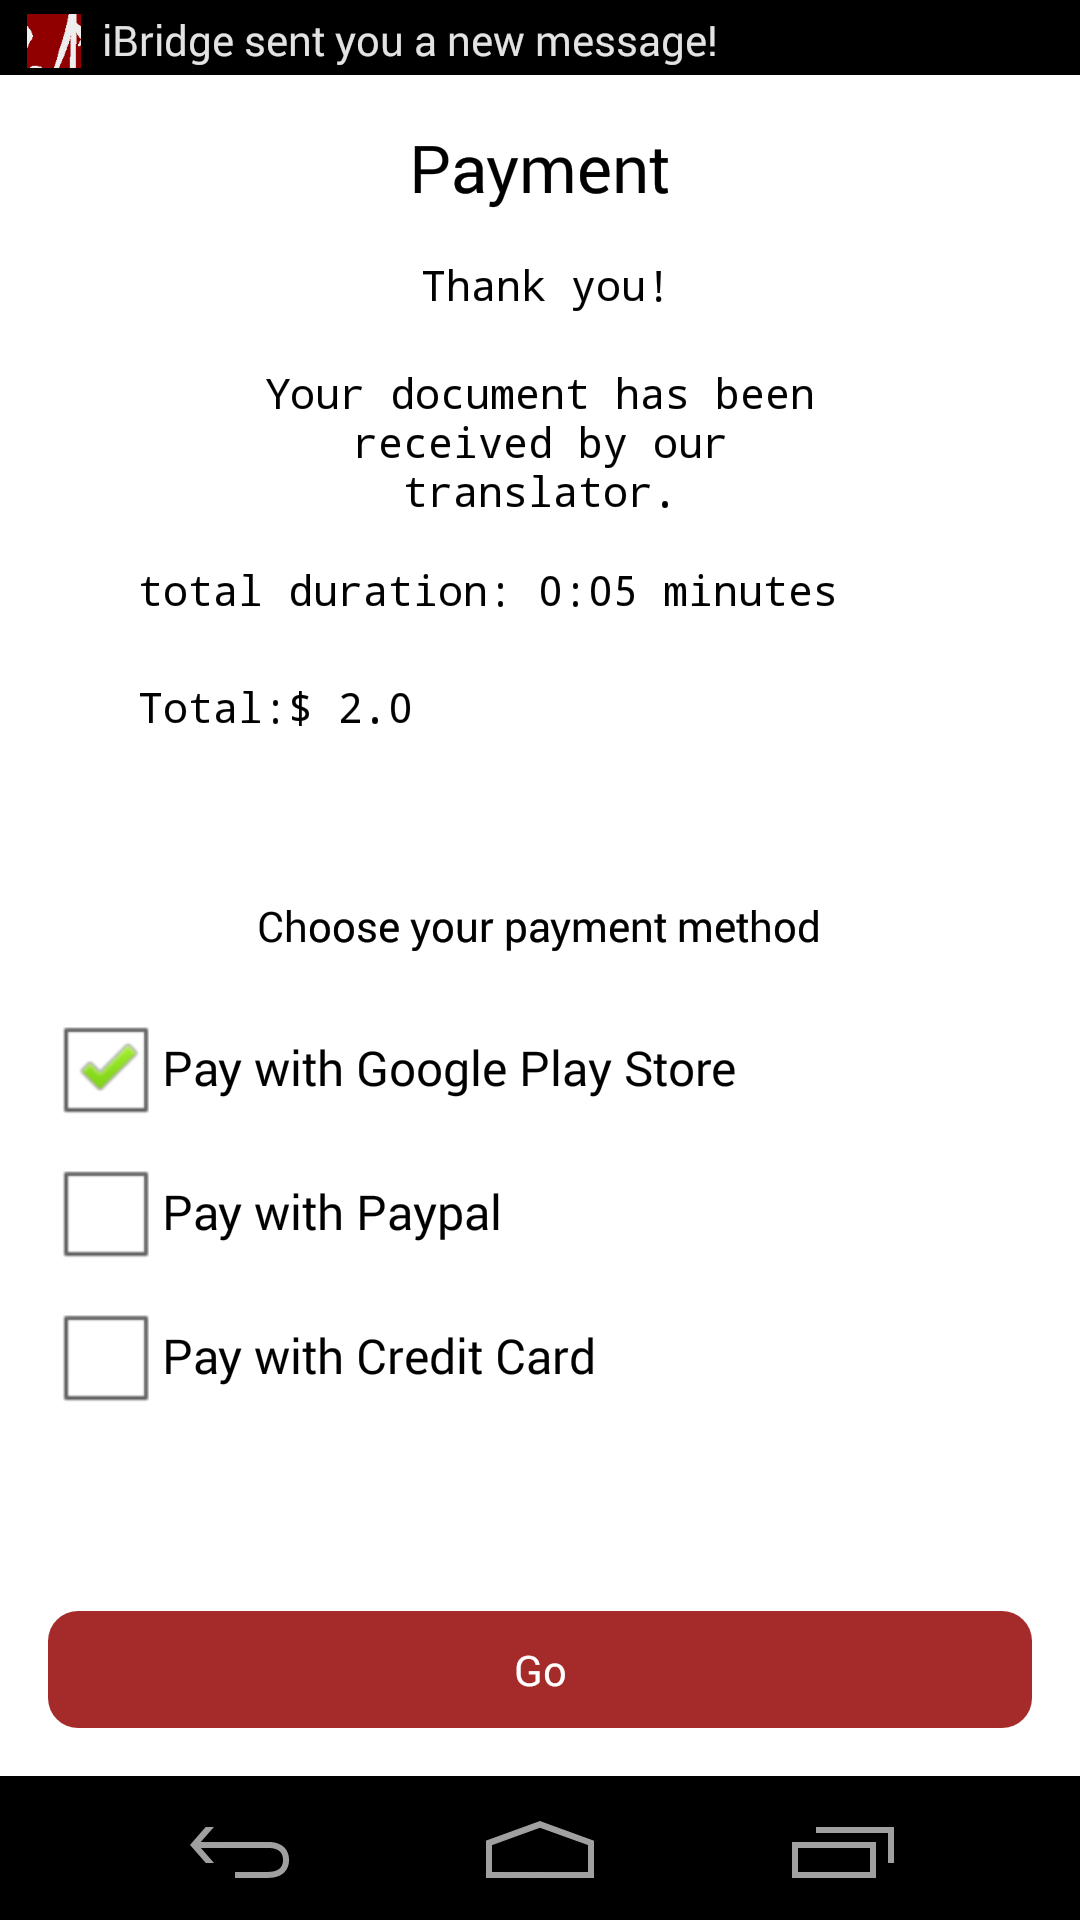 iBridge sent you a new message!
Payment
Thank you!
Your document has been
received by our
translator.
total duration: 0:05 minutes
Total:$ 2.0
Choose your payment method
Pay with Google Play Store
Pay with Paypal
Pay with Credit Card
Go